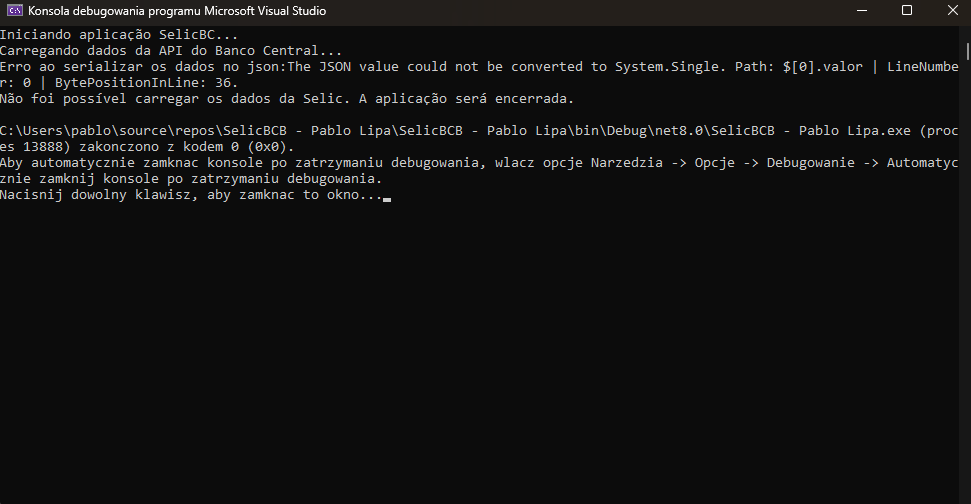 Konsola debugowania programu Microsoft Visual Studio
Iniciando aplicação SelicBC...
Carregando dados da API do Banco Central...
Erro ao serializar os dados no json:The JSON value could not be converted to System.Single. Path: $[0].valor | LineNumbe
r: 0 | BytePositionInLine: 36.
Não foi possível carregar os dados da Selic. A aplicação será encerrada.
C:\Users\pablo\source\repos\SelicBCB - Pablo Lipa\SelicBCB - Pablo Lipa\bin\Debug\net8.0\SelicBCB - Pablo Lipa.exe (proc
es 13888) zakonczono z kodem 0 (0x0).
Aby automatycznie zamknac konsole po zatrzymaniu debugowania, wlacz opcje Narzedzia -> Opcje -> Debugowanie -> Automatyc
znie zamknij konsole po zatrzymaniu debugowania.
Nacisnij dowolny klawisz, aby zamknac to okno...